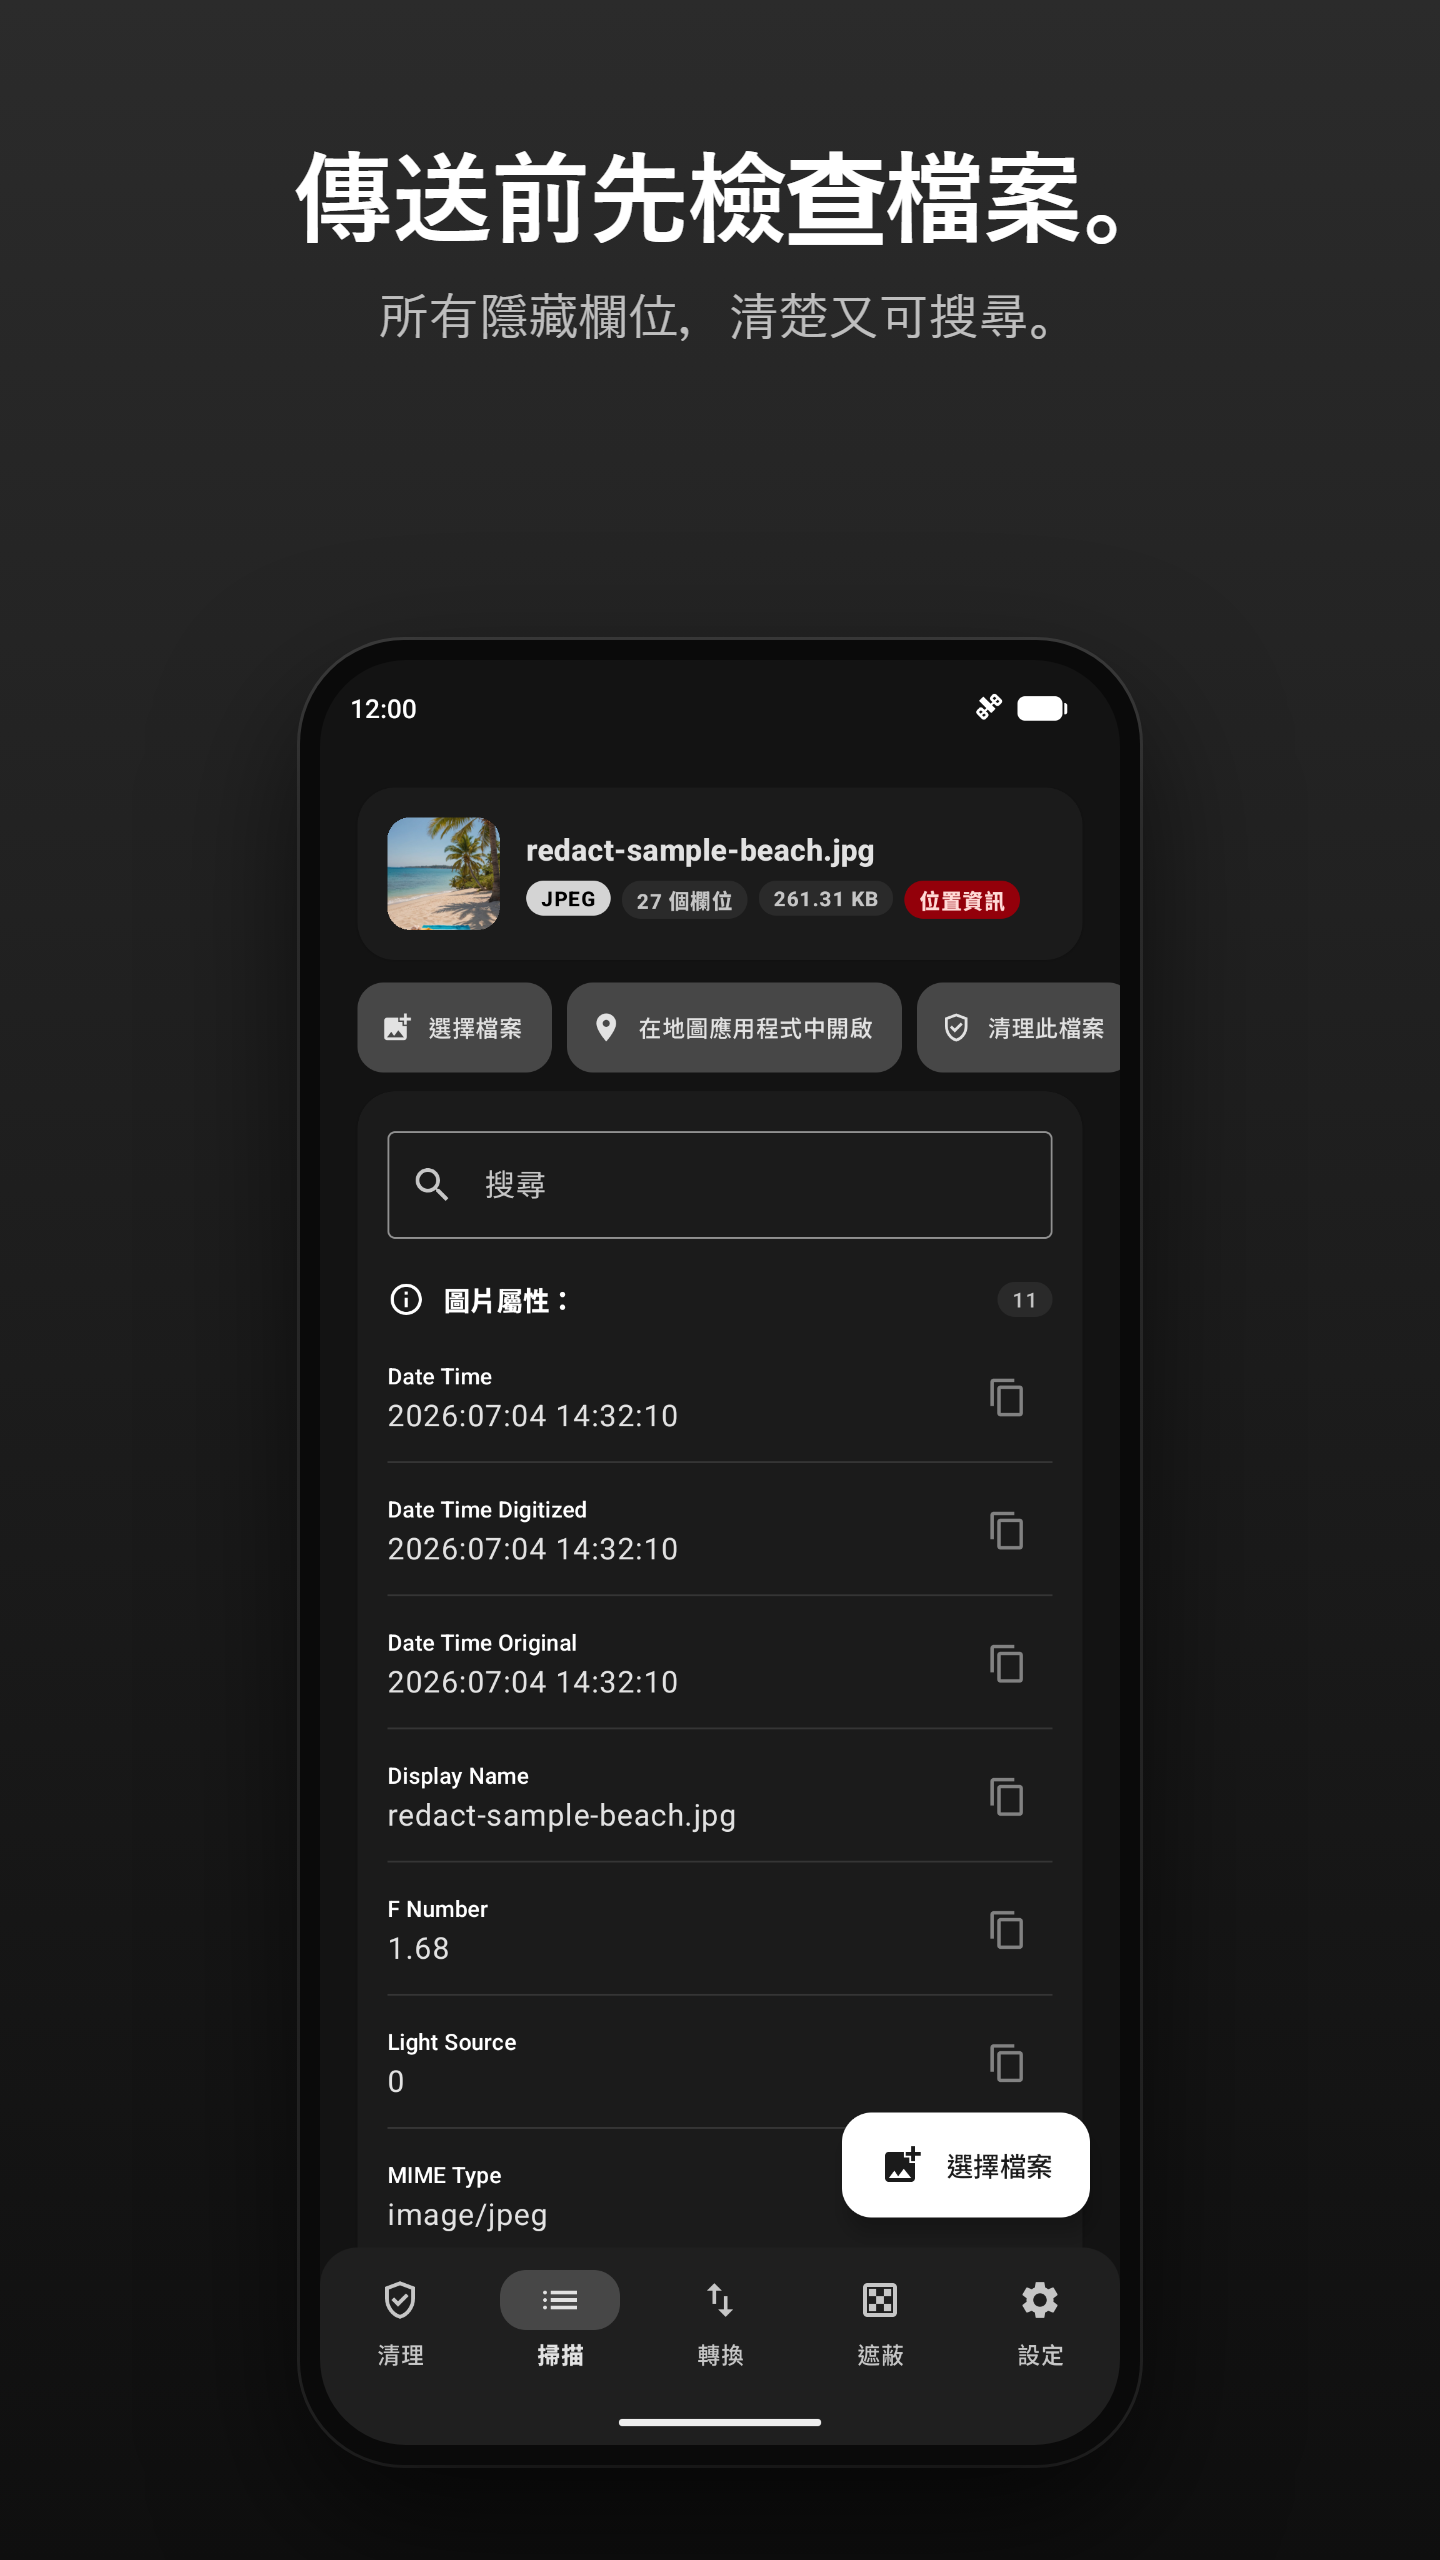 傳送前先檢查檔案。
所有隱藏欄位，清楚又可搜尋。
12:00
redact-sample-beach.jpg
JPEG 27 個欄位 261.31 KB 位置資訊
選擇檔案 在地圖應用程式中開啟 清理此檔案
搜尋
圖片屬性： 11
Date Time
2026:07:04 14:32:10
Date Time Digitized
2026:07:04 14:32:10
Date Time Original
2026:07:04 14:32:10
Display Name
redact-sample-beach.jpg
F Number
1.68
Light Source
0
選擇檔案
MIME Type
image/jpeg
清理 掃描 轉換 遮蔽 設定